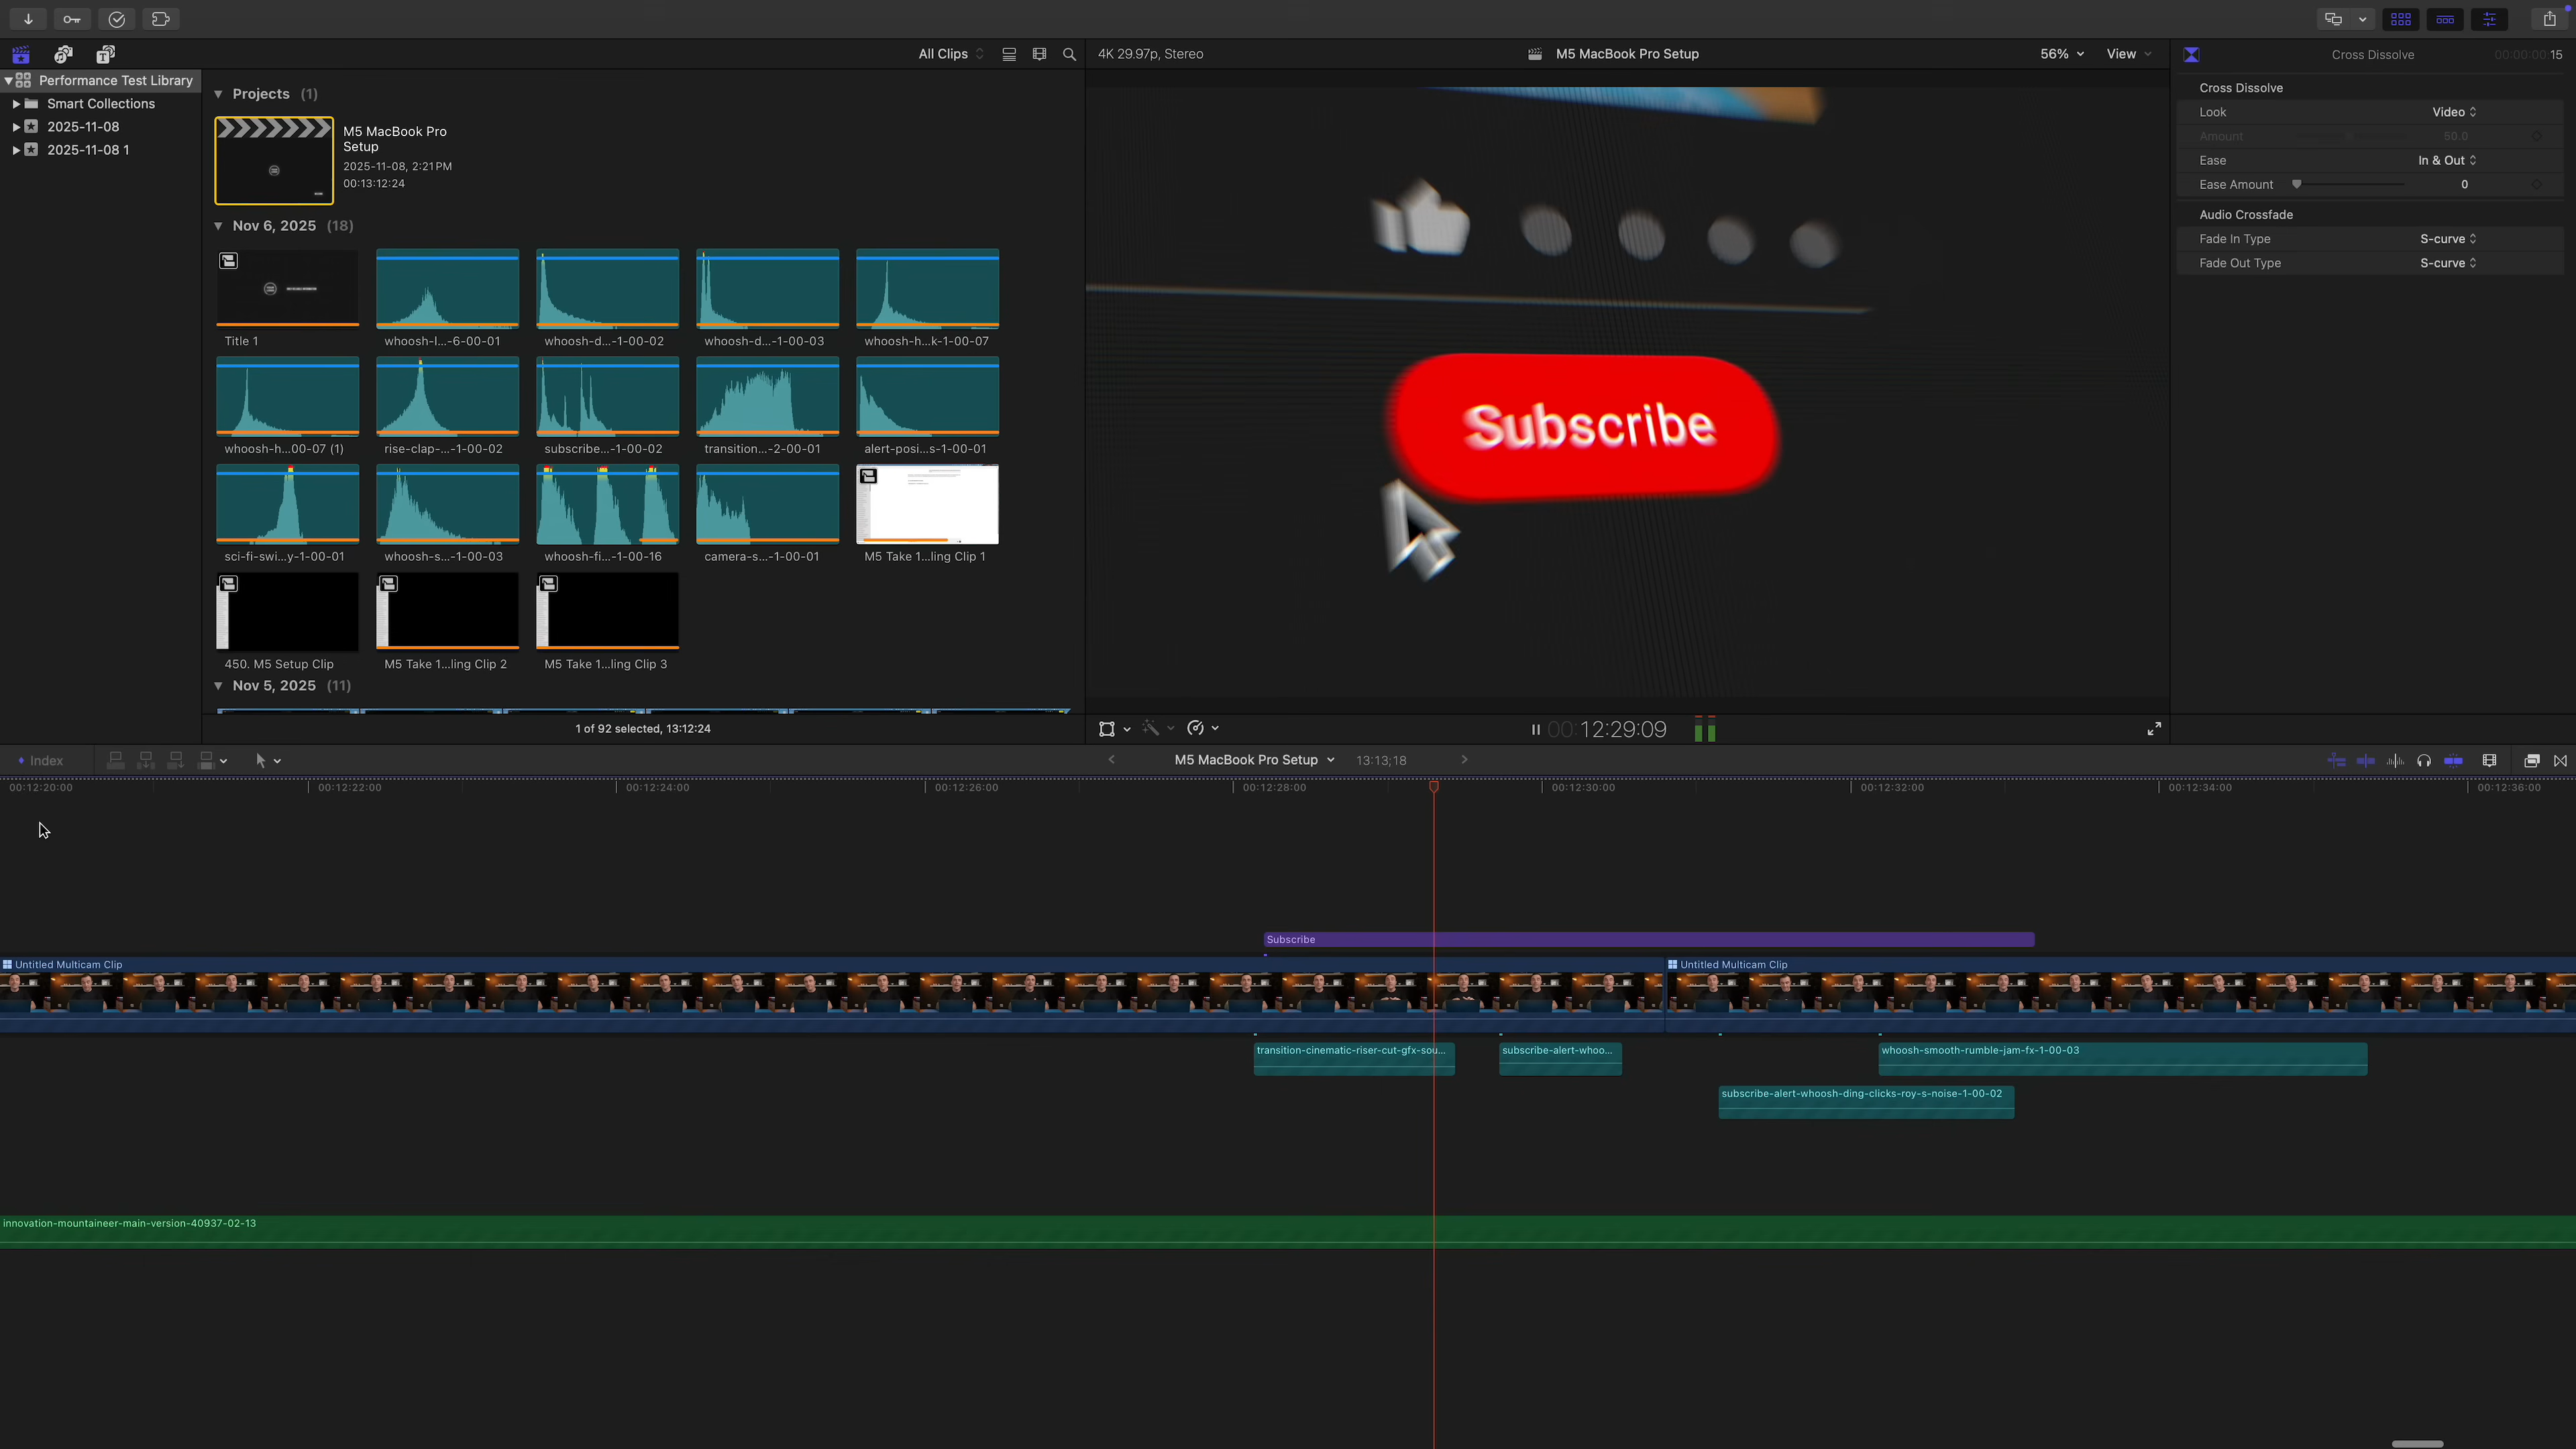 All Clips
4K 29.97p, Stereo
M5 MacBook Pro Setup
56%
View
Cross Dissolve
00:00:00:15
Performance Test Library
Smart Collections
2025-11-08
2025-11-08 1
Projects (1)
M5 MacBook Pro
Setup
2025-11-08, 2:21 PM
00:13:12:24
Nov 6, 2025 (18)
Title 1
whoosh-l...-6-00-01
whoosh-d...-1-00-02
whoosh-d...-1-00-03
whoosh-h...k-1-00-07
whoosh-h...00-07 (1)
rise-clap-...-1-00-02
subscribe...-1-00-02
transition...-2-00-01
alert-posi...s-1-00-01
sci-fi-swi...y-1-00-01
whoosh-s...-1-00-03
whoosh-fi...-1-00-16
camera-s...-1-00-01
M5 Take 1...ling Clip 1
450. M5 Setup Clip
M5 Take 1...ling Clip 2
M5 Take 1...ling Clip 3
Nov 5, 2025 (11)
1 of 92 selected, 13:12:24
Subscribe
00:12:29:09
Cross Dissolve
Look Video
Amount 50.0
Ease In & Out
Ease Amount 0
Audio Crossfade
Fade In Type S-curve
Fade Out Type S-curve
Index
M5 MacBook Pro Setup
13:13;18
00:12:20:00
00:12:22:00
00:12:24:00
00:12:26:00
00:12:28:00
00:12:30:00
00:12:32:00
00:12:34:00
00:12:36:00
Subscribe
Untitled Multicam Clip
Untitled Multicam Clip
transition-cinematic-riser-cut-gfx-sou...
subscribe-alert-whoo...
whoosh-smooth-rumble-jam-fx-1-00-03
subscribe-alert-whoosh-ding-clicks-roy-s-noise-1-00-02
innovation-mountaineer-main-version-40937-02-13